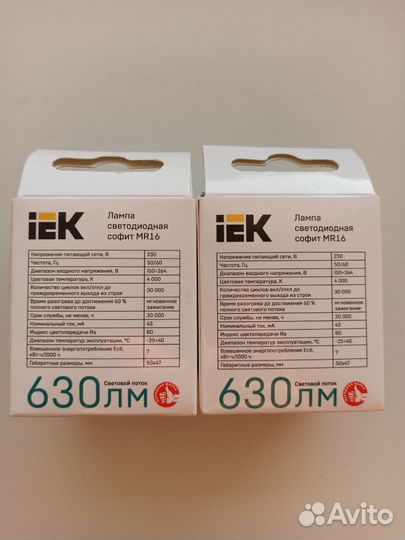 iEK
Лампа
светодиодная
софит MR16
Напряжение питающей сети, В 230
Частота, Гц 50/60
Диапазон входного напряжения, В 150÷264
Цветовая температура, К 4 000
Количество циклов вкл/откл до
преждевременного выхода из строя 30 000
Время разогрева до достижения 60 %
полного светового потока мгновенное
зажигание
Срок службы, не менее, ч 30 000
Номинальный ток, мА 43
Индекс цветопередачи Ra 80
Диапазон температур эксплуатации, °С -25÷40
Взвешенное энергопотребление Ec6,
кВт·ч/1000 ч 7
Габаритные размеры, мм 50x47
630лм
Световой поток
iEK
Лампа
светодиодная
софит MR16
Напряжение питающей сети, В 230
Частота, Гц 50/60
Диапазон входного напряжения, В 150÷264
Цветовая температура, К 4 000
Количество циклов вкл/откл до
преждевременного выхода из строя 30 000
Время разогрева до достижения 60 %
полного светового потока мгновенное
зажигание
Срок службы, не менее, ч 30 000
Номинальный ток, мА 43
Индекс цветопередачи Ra 80
Диапазон температур эксплуатации, °С -25÷40
Взвешенное энергопотребление Ec6,
кВт·ч/1000 ч 7
Габаритные размеры, мм 50x47
630лм
Световой поток
Avito